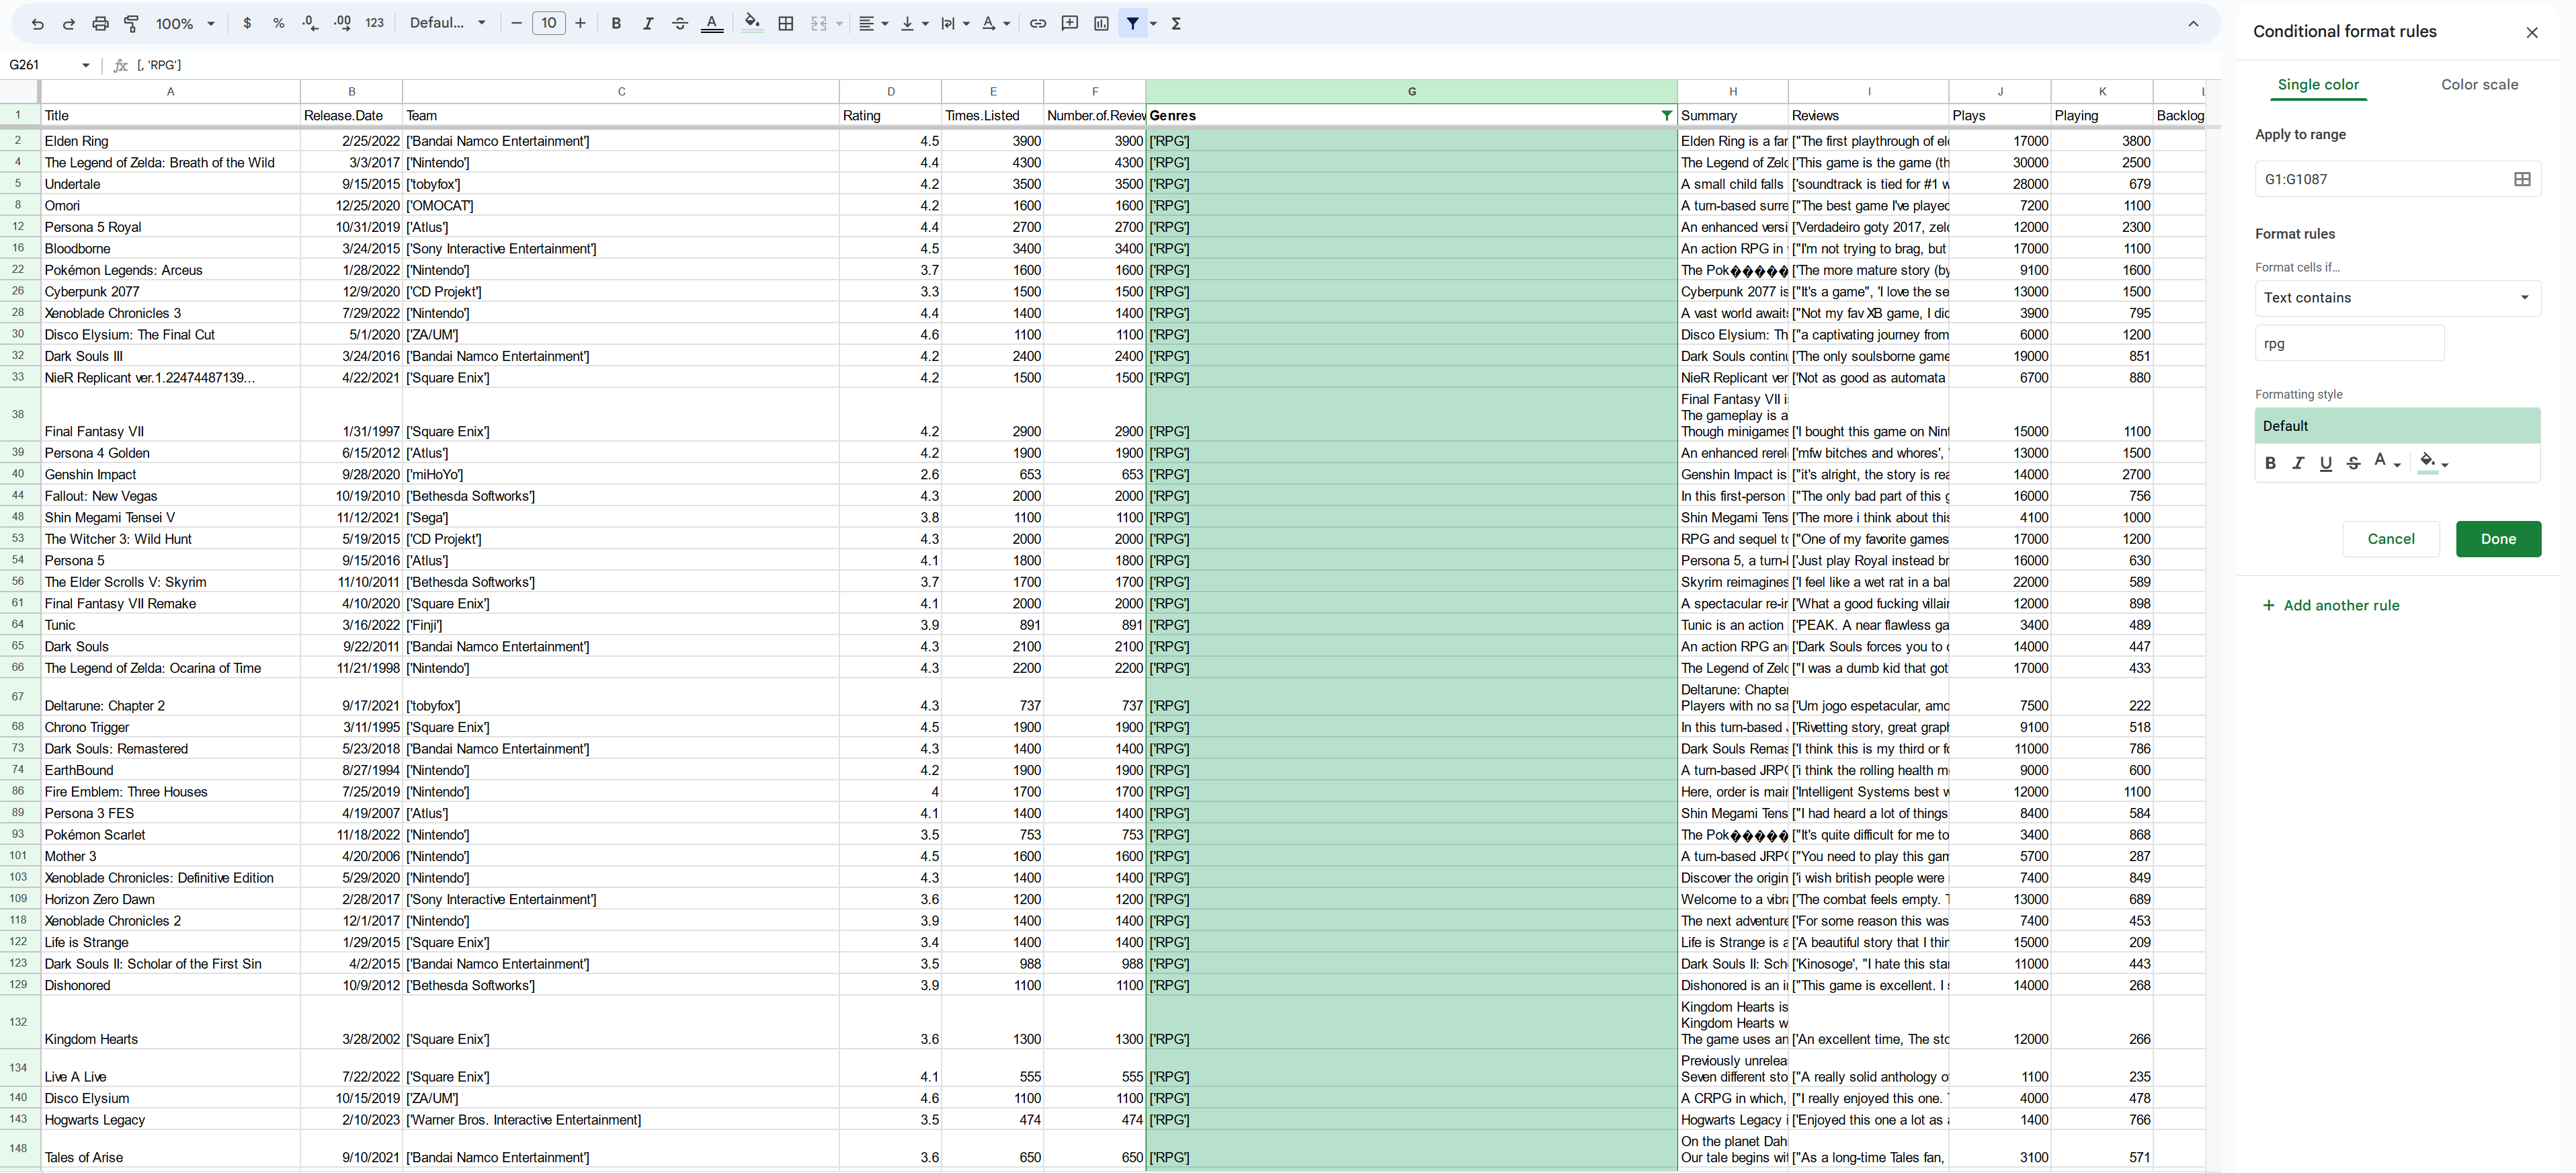 100% $ % .0 .00 123 Defaul... 10 B I A
G261 fx [, 'RPG']
A B C D E F G H I J K L
1 Title Release.Date Team Rating Times.Listed Number.of.Review Genres Summary Reviews Plays Playing Backlog
2 Elden Ring 2/25/2022 ['Bandai Namco Entertainment'] 4.5 3900 3900 ['RPG'] Elden Ring is a fan ["The first playthrough of eld 17000 3800
4 The Legend of Zelda: Breath of the Wild 3/3/2017 ['Nintendo'] 4.4 4300 4300 ['RPG'] The Legend of Zeld ['This game is the game (th 30000 2500
5 Undertale 9/15/2015 ['tobyfox'] 4.2 3500 3500 ['RPG'] A small child falls ['soundtrack is tied for #1 w 28000 679
8 Omori 12/25/2020 ['OMOCAT'] 4.2 1600 1600 ['RPG'] A turn-based surre ["The best game I've played 7200 1100
12 Persona 5 Royal 10/31/2019 ['Atlus'] 4.4 2700 2700 ['RPG'] An enhanced versi ['Verdadeiro goty 2017, zeld 12000 2300
16 Bloodborne 3/24/2015 ['Sony Interactive Entertainment'] 4.5 3400 3400 ['RPG'] An action RPG in ["I'm not trying to brag, but 17000 1100
22 Pokémon Legends: Arceus 1/28/2022 ['Nintendo'] 3.7 1600 1600 ['RPG'] The Pok����� ['The more mature story (by 9100 1600
26 Cyberpunk 2077 12/9/2020 ['CD Projekt'] 3.3 1500 1500 ['RPG'] Cyberpunk 2077 is ["It's a game", 'I love the se 13000 1500
28 Xenoblade Chronicles 3 7/29/2022 ['Nintendo'] 4.4 1400 1400 ['RPG'] A vast world await ["Not my fav XB game, I dic 3900 795
30 Disco Elysium: The Final Cut 5/1/2020 ['ZA/UM'] 4.6 1100 1100 ['RPG'] Disco Elysium: Th ["a captivating journey from 6000 1200
32 Dark Souls III 3/24/2016 ['Bandai Namco Entertainment'] 4.2 2400 2400 ['RPG'] Dark Souls continu ['The only soulsborne game 19000 851
33 NieR Replicant ver.1.22474487139... 4/22/2021 ['Square Enix'] 4.2 1500 1500 ['RPG'] NieR Replicant ver ['Not as good as automata 6700 880
Final Fantasy VII i
38 The gameplay is a
Final Fantasy VII 1/31/1997 ['Square Enix'] 4.2 2900 2900 ['RPG'] Though minigames ['I bought this game on Nint 15000 1100
39 Persona 4 Golden 6/15/2012 ['Atlus'] 4.2 1900 1900 ['RPG'] An enhanced rerel ['mfw bitches and whores', 13000 1500
40 Genshin Impact 9/28/2020 ['miHoYo'] 2.6 653 653 ['RPG'] Genshin Impact is ["it's alright, the story is rea 14000 2700
44 Fallout: New Vegas 10/19/2010 ['Bethesda Softworks'] 4.3 2000 2000 ['RPG'] In this first-person ["The only bad part of this g 16000 756
48 Shin Megami Tensei V 11/12/2021 ['Sega'] 3.8 1100 1100 ['RPG'] Shin Megami Tens ['The more i think about this 4100 1000
53 The Witcher 3: Wild Hunt 5/19/2015 ['CD Projekt'] 4.3 2000 2000 ['RPG'] RPG and sequel to ["One of my favorite games 17000 1200
54 Persona 5 9/15/2016 ['Atlus'] 4.1 1800 1800 ['RPG'] Persona 5, a turn-l ['Just play Royal instead br 16000 630
56 The Elder Scrolls V: Skyrim 11/10/2011 ['Bethesda Softworks'] 3.7 1700 1700 ['RPG'] Skyrim reimagines ['I feel like a wet rat in a bat 22000 589
61 Final Fantasy VII Remake 4/10/2020 ['Square Enix'] 4.1 2000 2000 ['RPG'] A spectacular re-ir ['What a good fucking villair 12000 898
64 Tunic 3/16/2022 ['Finji'] 3.9 891 891 ['RPG'] Tunic is an action ['PEAK. A near flawless ga 3400 489
65 Dark Souls 9/22/2011 ['Bandai Namco Entertainment'] 4.3 2100 2100 ['RPG'] An action RPG an ['Dark Souls forces you to 14000 447
66 The Legend of Zelda: Ocarina of Time 11/21/1998 ['Nintendo'] 4.3 2200 2200 ['RPG'] The Legend of Zeld ["I was a dumb kid that got 17000 433
67 Deltarune: Chapter
Deltarune: Chapter 2 9/17/2021 ['tobyfox'] 4.3 737 737 ['RPG'] Players with no sa ['Um jogo espetacular, amo 7500 222
68 Chrono Trigger 3/11/1995 ['Square Enix'] 4.5 1900 1900 ['RPG'] In this turn-based ['Rivetting story, great grap 9100 518
73 Dark Souls: Remastered 5/23/2018 ['Bandai Namco Entertainment'] 4.3 1400 1400 ['RPG'] Dark Souls Remas ['I think this is my third or fo 11000 786
74 EarthBound 8/27/1994 ['Nintendo'] 4.2 1900 1900 ['RPG'] A turn-based JRPG ['i think the rolling health m 9000 600
86 Fire Emblem: Three Houses 7/25/2019 ['Nintendo'] 4 1700 1700 ['RPG'] Here, order is mair ['Intelligent Systems best w 12000 1100
89 Persona 3 FES 4/19/2007 ['Atlus'] 4.1 1400 1400 ['RPG'] Shin Megami Tens ["I had heard a lot of things 8400 584
93 Pokémon Scarlet 11/18/2022 ['Nintendo'] 3.5 753 753 ['RPG'] The Pok����� ["It's quite difficult for me to 3400 868
101 Mother 3 4/20/2006 ['Nintendo'] 4.5 1600 1600 ['RPG'] A turn-based JRPG ["You need to play this gam 5700 287
103 Xenoblade Chronicles: Definitive Edition 5/29/2020 ['Nintendo'] 4.3 1400 1400 ['RPG'] Discover the origin ['i wish british people were 7400 849
109 Horizon Zero Dawn 2/28/2017 ['Sony Interactive Entertainment'] 3.6 1200 1200 ['RPG'] Welcome to a vibra ['The combat feels empty. 13000 689
118 Xenoblade Chronicles 2 12/1/2017 ['Nintendo'] 3.9 1400 1400 ['RPG'] The next adventure ['For some reason this was 7400 453
122 Life is Strange 1/29/2015 ['Square Enix'] 3.4 1400 1400 ['RPG'] Life is Strange is a ['A beautiful story that I thin 15000 209
123 Dark Souls II: Scholar of the First Sin 4/2/2015 ['Bandai Namco Entertainment'] 3.5 988 988 ['RPG'] Dark Souls II: Sch ['Kinosoge', "I hate this sta 11000 443
129 Dishonored 10/9/2012 ['Bethesda Softworks'] 3.9 1100 1100 ['RPG'] Dishonored is an i ["This game is excellent. I 14000 268
Kingdom Hearts is
132 Kingdom Hearts w
Kingdom Hearts 3/28/2002 ['Square Enix'] 3.6 1300 1300 ['RPG'] The game uses an ['An excellent time, The sto 12000 266
134 Previously unrelea
Live A Live 7/22/2022 ['Square Enix'] 4.1 555 555 ['RPG'] Seven different sto ["A really solid anthology o 1100 235
140 Disco Elysium 10/15/2019 ['ZA/UM'] 4.6 1100 1100 ['RPG'] A CRPG in which, ["I really enjoyed this one. 4000 478
143 Hogwarts Legacy 2/10/2023 ['Warner Bros. Interactive Entertainment] 3.5 474 474 ['RPG'] Hogwarts Legacy i ['Enjoyed this one a lot as 1400 766
148 On the planet Dah
Tales of Arise 9/10/2021 ['Bandai Namco Entertainment'] 3.6 650 650 ['RPG'] Our tale begins wit ["As a long-time Tales fan, 3100 571
Conditional format rules
Single color Color scale
Apply to range
G1:G1087
Format rules
Format cells if…
Text contains
rpg
Formatting style
Default
B I U S A
Cancel Done
+ Add another rule